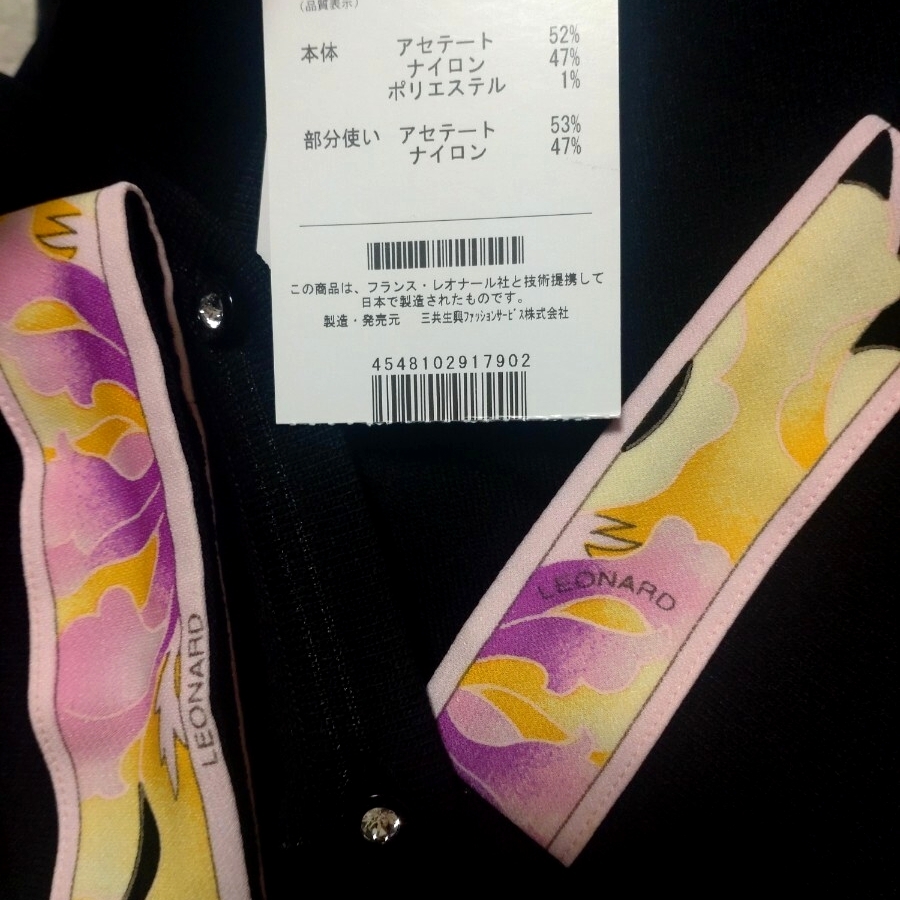 (品質表示)
本体 アセテート 52%
ナイロン 47%
ポリエステル 1%
部分使い アセテート 53%
ナイロン 47%
この商品は、フランス・レオナール社と技術提携して
日本で製造されたものです。
製造・発売元 三共生興ﾌｧｯｼｮﾝｻｰﾋﾞｽ株式会社
4548102917902
LEONARD
LEONARD